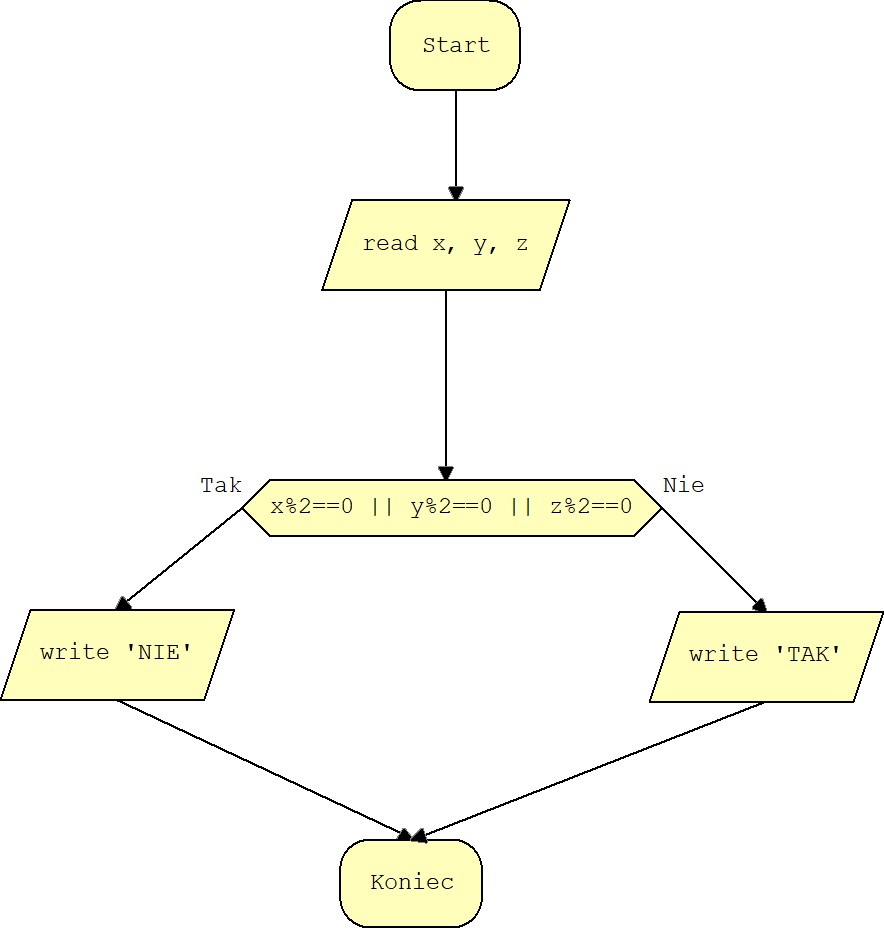 Start
read x, y, z
Tak
Nie
x%2==0 || y%2==0 || z%2==0
write 'NIE'
write 'TAK'
Koniec